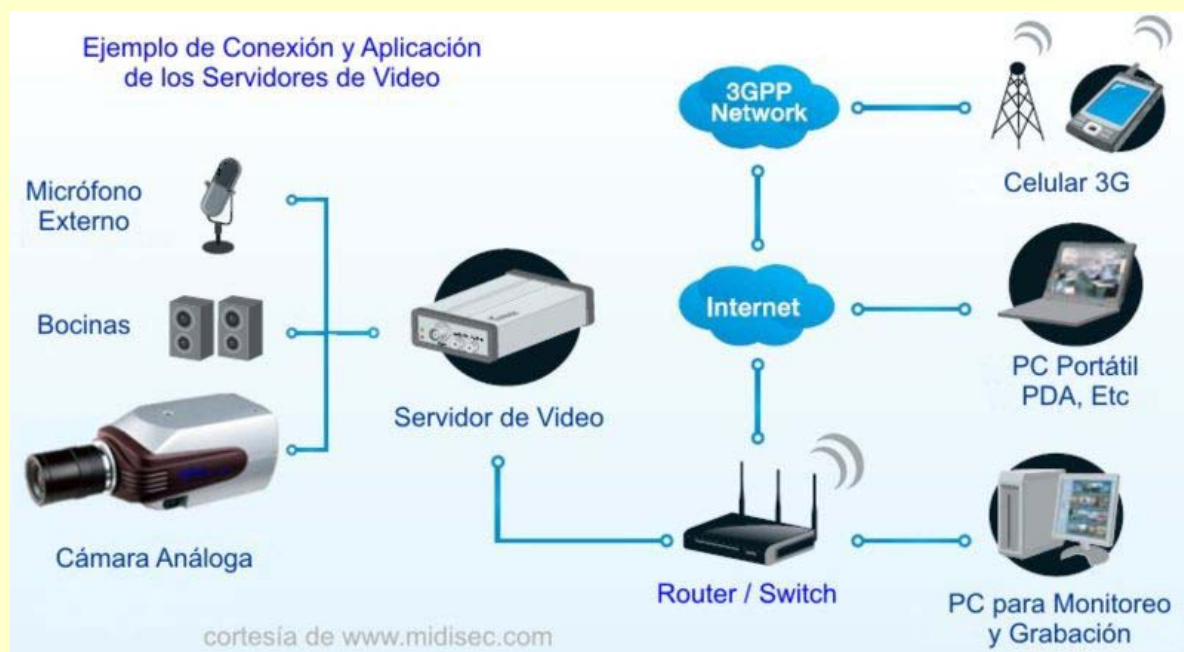 Ejemplo de Conexión y Aplicación
de los Servidores de Video
3GPP
Network
Celular 3G
Micrófono
Externo
Bocinas
Internet
PC Portátil
PDA, Etc
Servidor de Video
Cámara Análoga
Router / Switch
PC para Monitoreo
y Grabación
cortesía de www.midisec.com